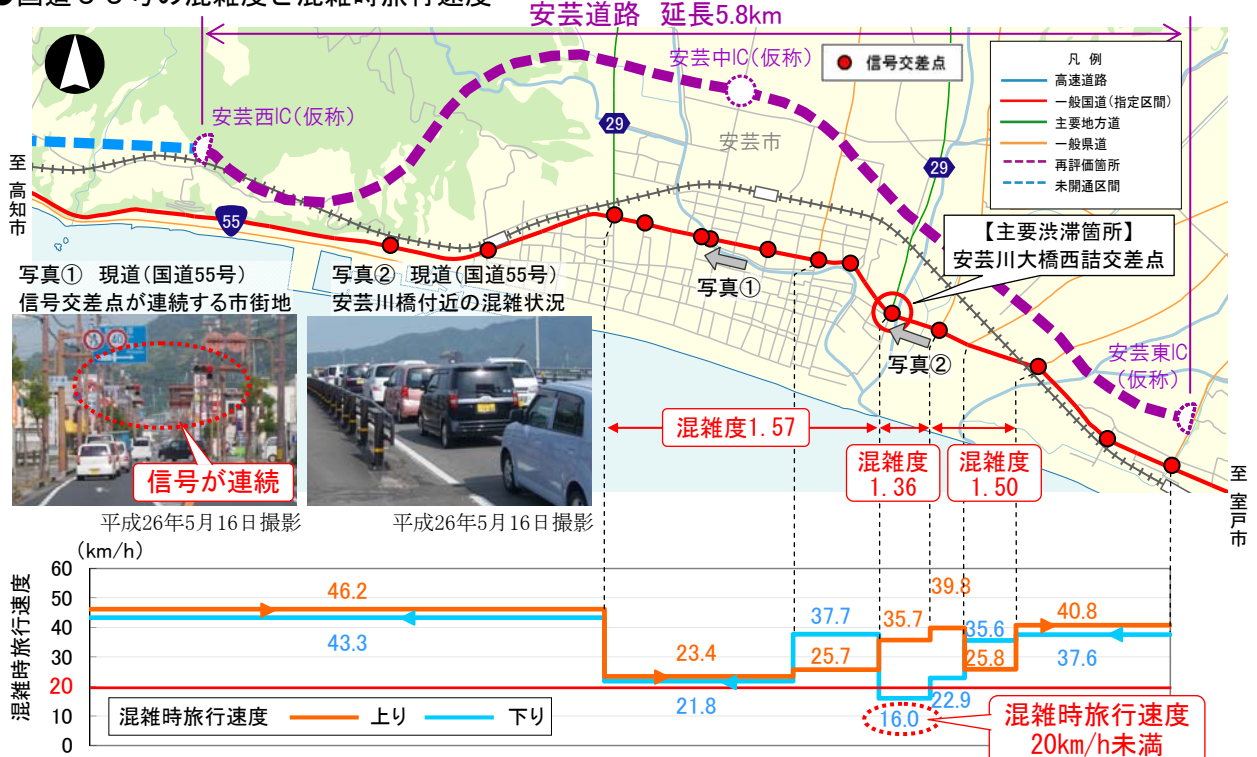 ●国道55号の混雑度と混雑時旅行速度
安芸道路 延長5.8km
安芸西IC(仮称)
安芸中IC(仮称)
信号交差点
凡 例
高速道路
一般国道(指定区間)
主要地方道
一般県道
再評価箇所
未開通区間
29
安芸市
29
至 高知市
55
【主要渋滞箇所】
安芸川大橋西詰交差点
写真① 現道(国道55号)
信号交差点が連続する市街地
写真② 現道(国道55号)
安芸川橋付近の混雑状況
写真①
写真②
安芸東IC
(仮称)
40
信号が連続
混雑度1.57
混雑度
1.36
混雑度
1.50
至 室戸市
平成26年5月16日撮影
平成26年5月16日撮影
(km/h)
混雑時旅行速度
60
50
40
30
20
10
0
46.2
43.3
23.4
21.8
37.7
25.7
35.7
16.0
39.8
22.9
35.6
25.8
40.8
37.6
混雑時旅行速度 上り 下り
混雑時旅行速度
20km/h未満